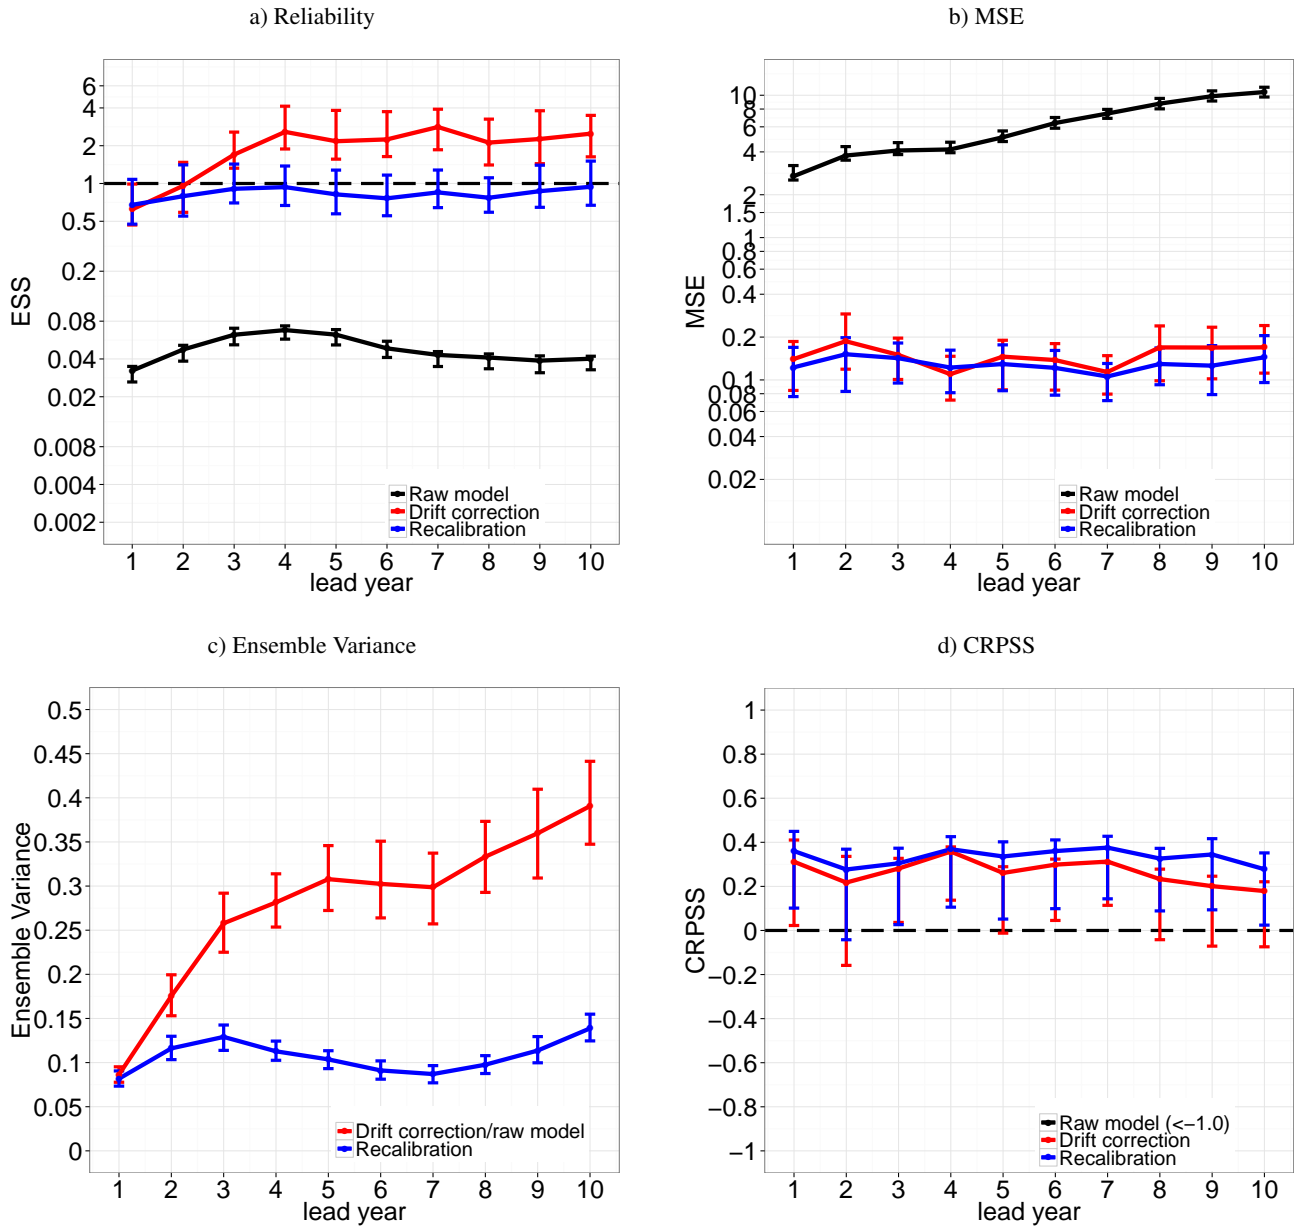 a) Reliability
6
4
2
1
0.5
0.2
0.08
0.04
0.02
0.008
0.004
0.002
ESS
Raw model
Drift correction
Recalibration
1 2 3 4 5 6 7 8 9 10
lead year
b) MSE
10
8
6
4
2
1.5
1
0.8
0.6
0.4
0.2
0.1
0.08
0.06
0.04
0.02
MSE
Raw model
Drift correction
Recalibration
1 2 3 4 5 6 7 8 9 10
lead year
c) Ensemble Variance
0.5
0.45
0.4
0.35
0.3
0.25
0.2
0.15
0.1
0.05
0
Ensemble Variance
Drift correction/raw model
Recalibration
1 2 3 4 5 6 7 8 9 10
lead year
d) CRPSS
1
0.8
0.6
0.4
0.2
0
−0.2
−0.4
−0.6
−0.8
−1
CRPSS
Raw model (<−1.0)
Drift correction
Recalibration
1 2 3 4 5 6 7 8 9 10
lead year